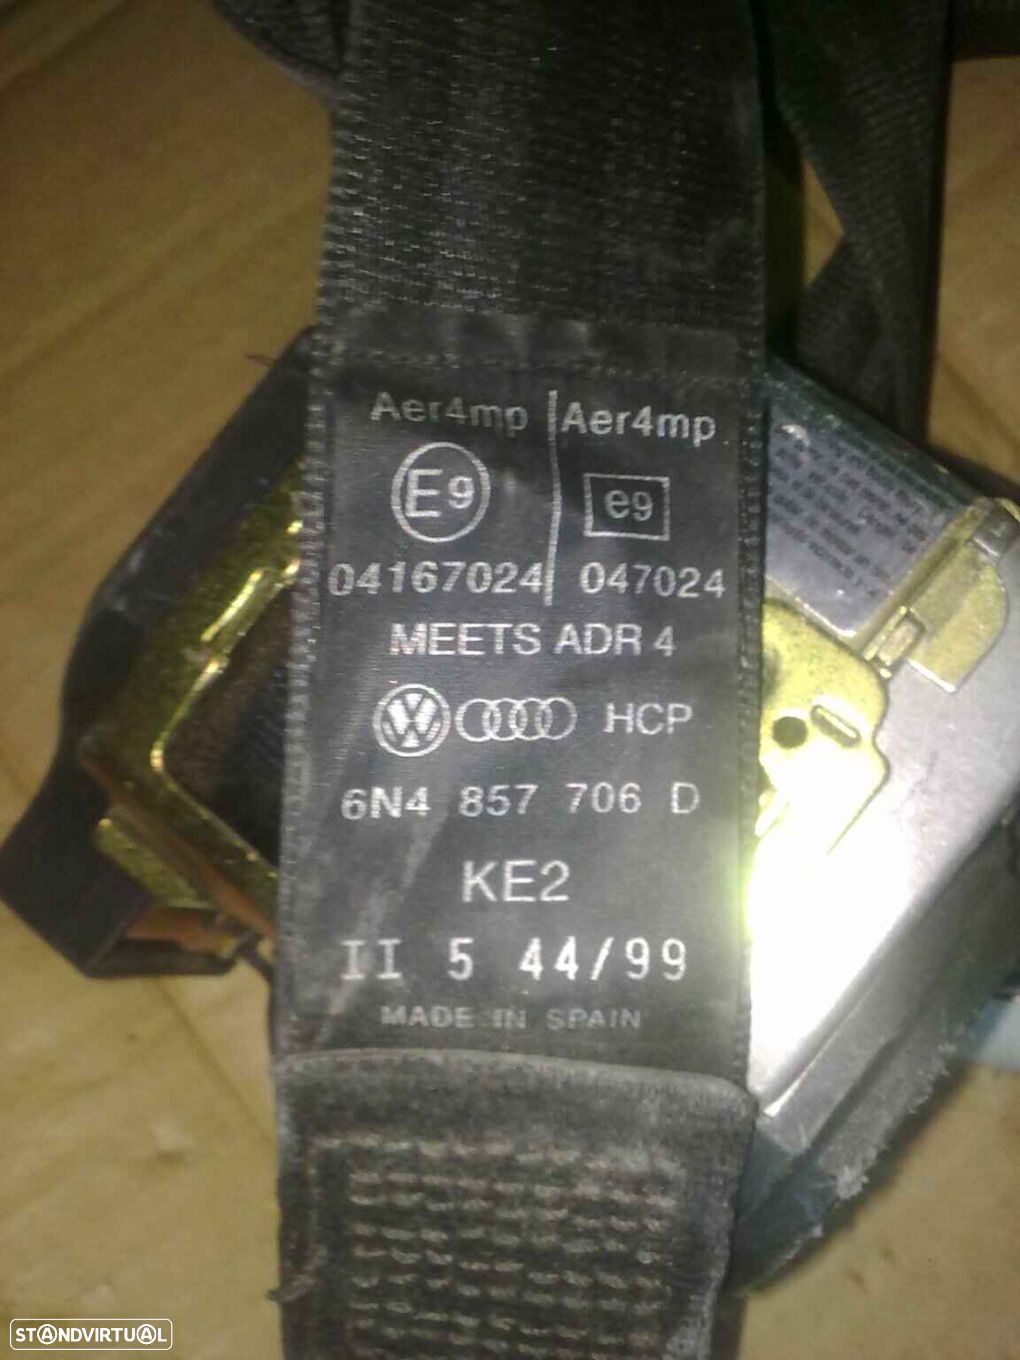 Aer4mp Aer4mp
E9 e9
04167024 047024
MEETS ADR 4
VW HCP
6N4 857 706 D
KE2
II 5 44/99
MADE IN SPAIN
STANDVIRTUAL